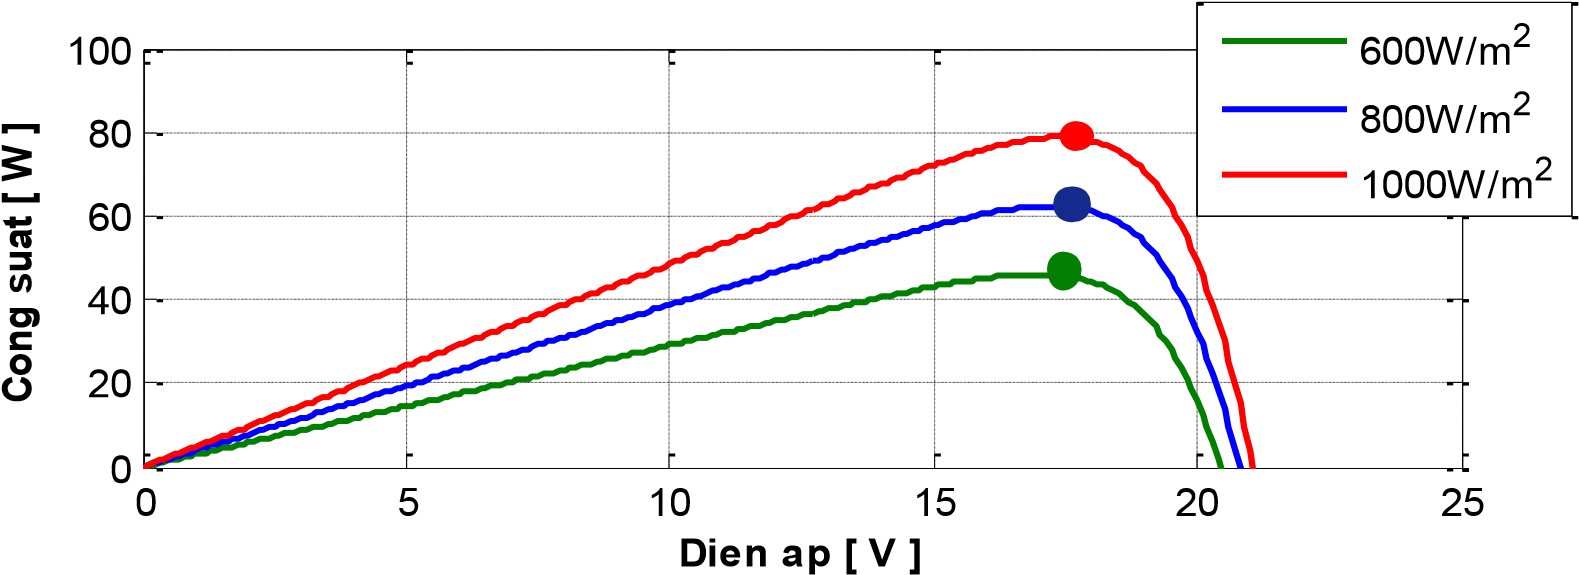 100
80
60
40
20
0
Cong suat [ W ]
0 5 10 15 20 25
Dien ap [ V ]
600W/m²
800W/m²
1000W/m²